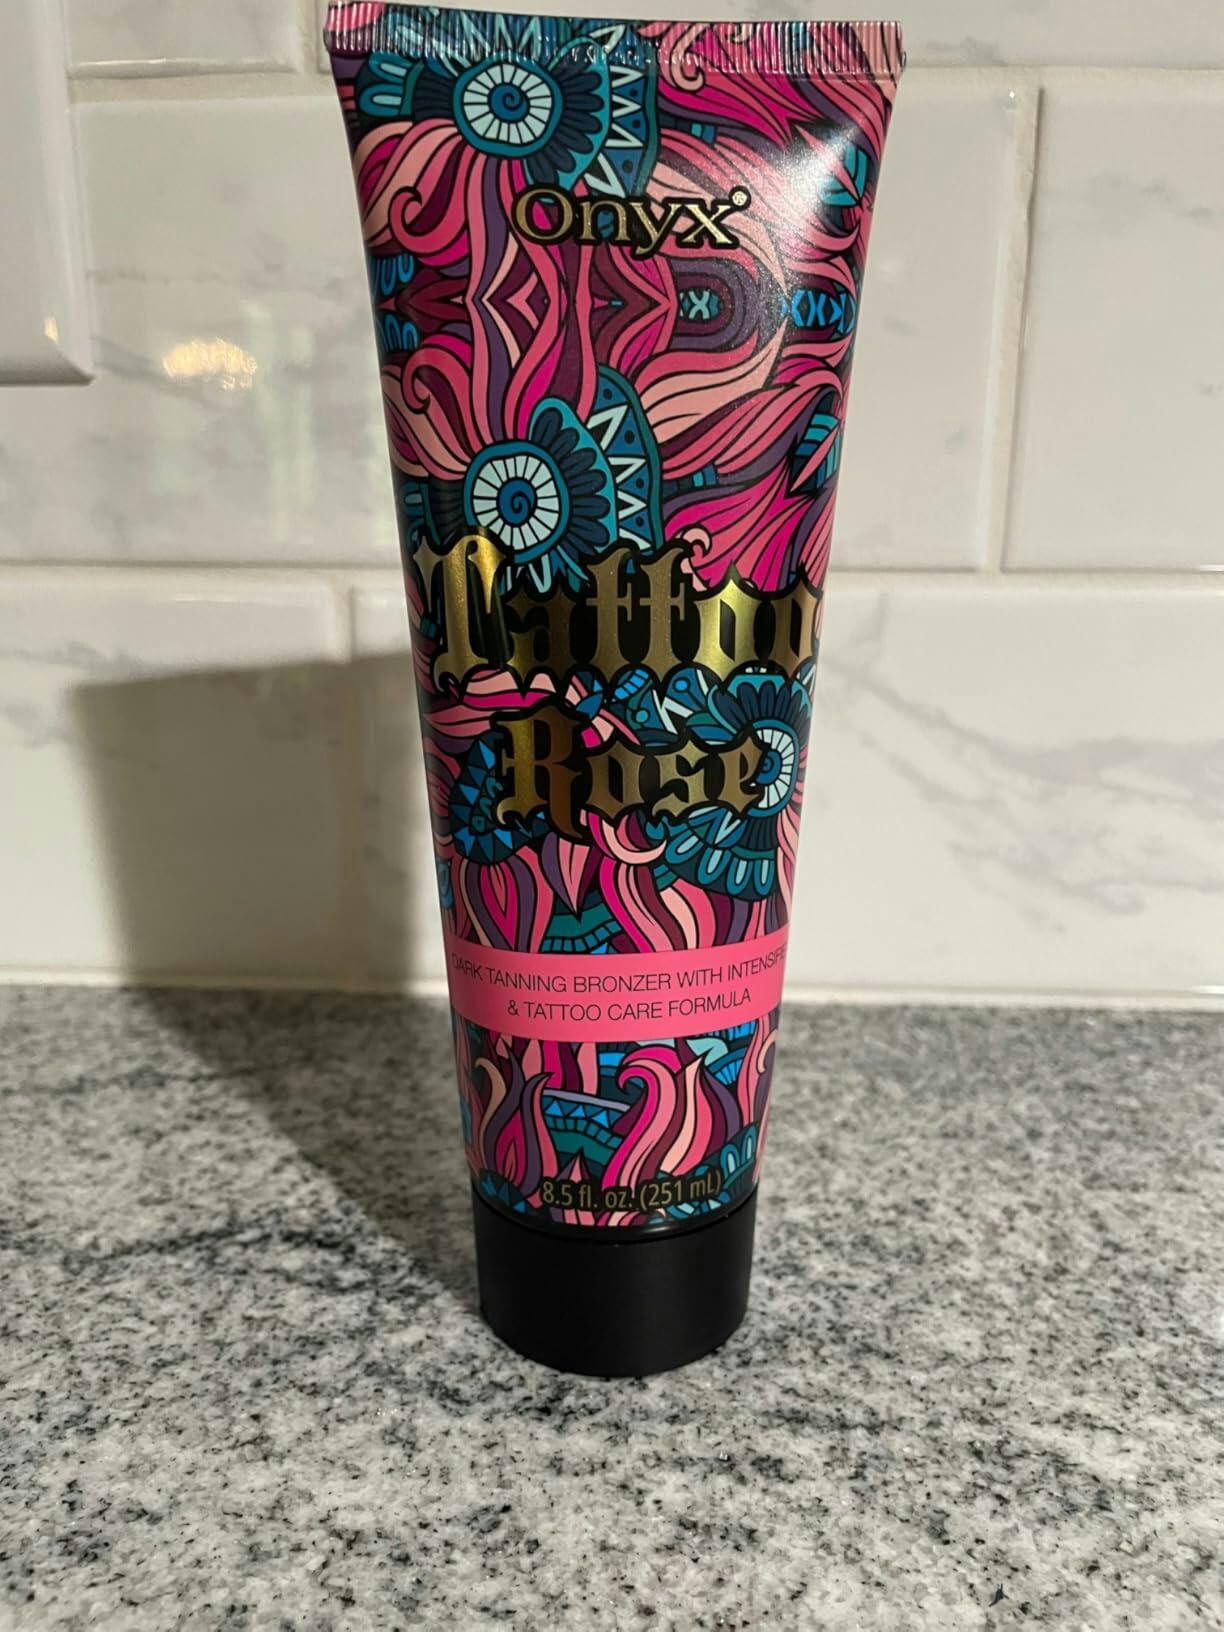 Onyx®
Tattoo
Rose
DARK TANNING BRONZER WITH
& TATTOO CARE FORMULA
8.5 fl. oz. (251 mL)